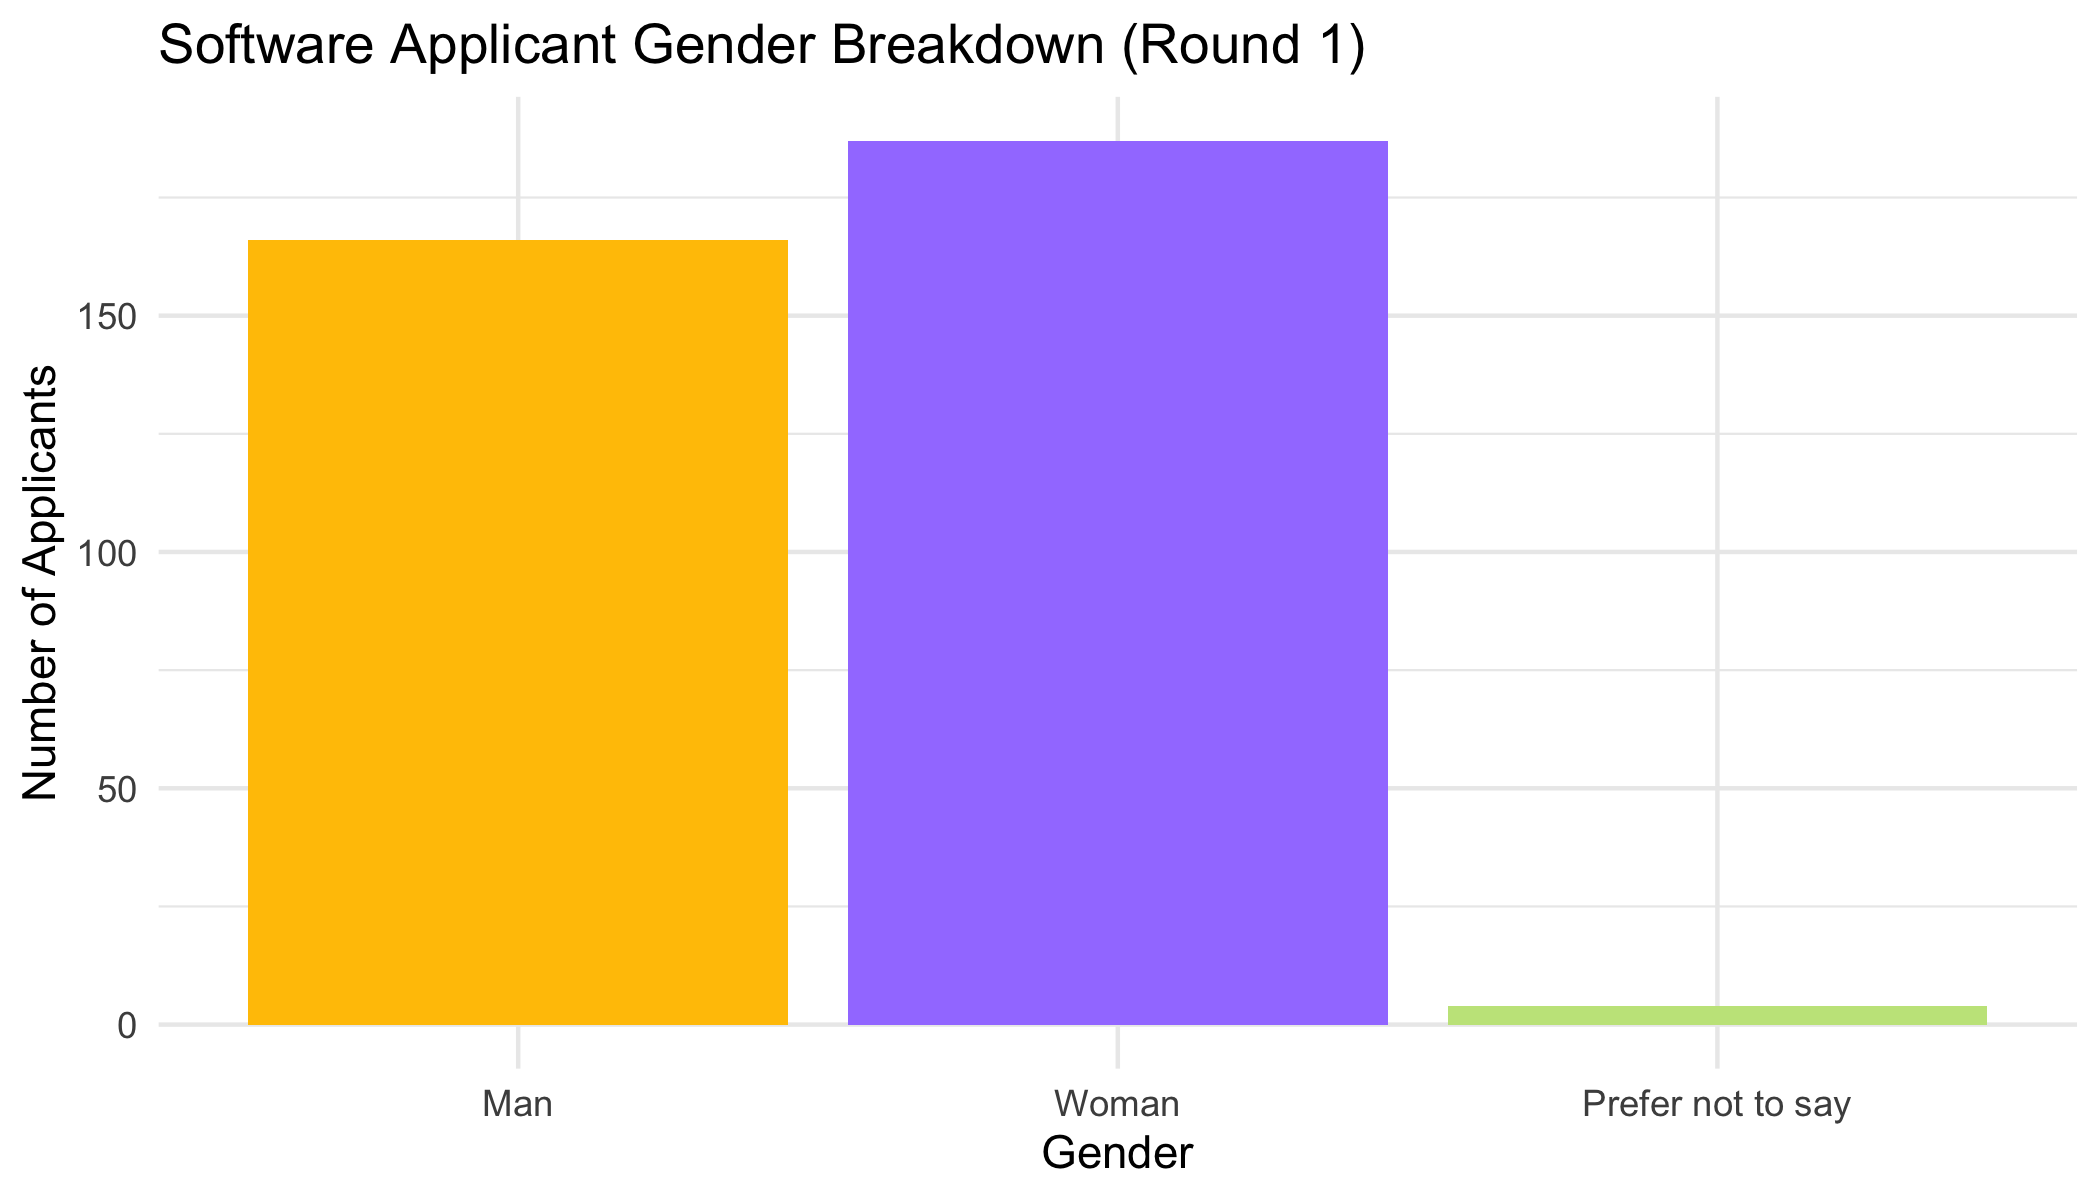 Software Applicant Gender Breakdown (Round 1)
Number of Applicants
150
100
50
0
Man
Woman
Prefer not to say
Gender